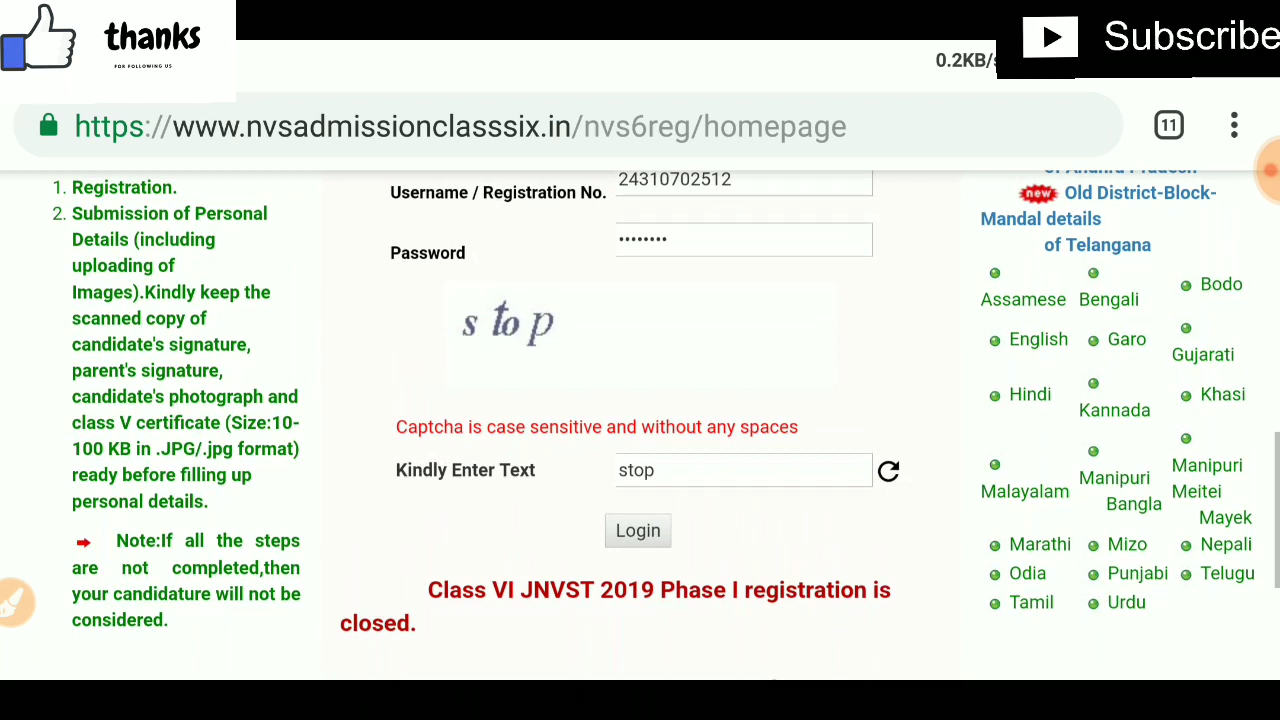 thanks
FOR FOLLOWING US
Subscribe
0.2KB/s
https://www.nvsadmissionclasssix.in/nvs6reg/homepage
11
1. Registration.
2. Submission of Personal
Details (including
uploading of
Images).Kindly keep the
scanned copy of
candidate's signature,
parent's signature,
candidate's photograph and
class V certificate (Size:10-
100 KB in .JPG/.jpg format)
ready before filling up
personal details.
Note:If all the steps
are not completed,then
your candidature will not be
considered.
Username / Registration No. 24310702512
Password ••••••••
s to p
Captcha is case sensitive and without any spaces
Kindly Enter Text stop
Login
Class VI JNVST 2019 Phase I registration is
closed.
of Andhra Pradesh
new Old District-Block-
Mandal details
of Telangana
Assamese Bengali Bodo
English Garo Gujarati
Hindi Kannada Khasi
Malayalam Manipuri Bangla Manipuri Meitei Mayek
Marathi Mizo Nepali
Odia Punjabi Telugu
Tamil Urdu